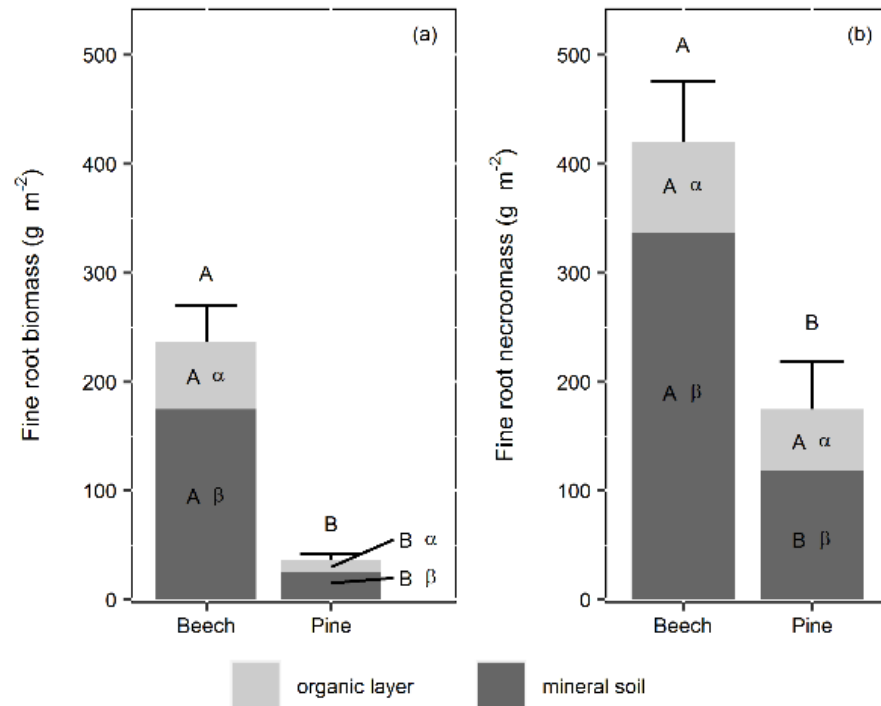 (a)
Fine root biomass (g m-2)
500
400
300
200
100
0
A
A α
A β
B
B α
B β
Beech Pine
(b)
Fine root necroomass (g m-2)
500
400
300
200
100
0
A
A α
A β
B
A α
B β
Beech Pine
organic layer mineral soil